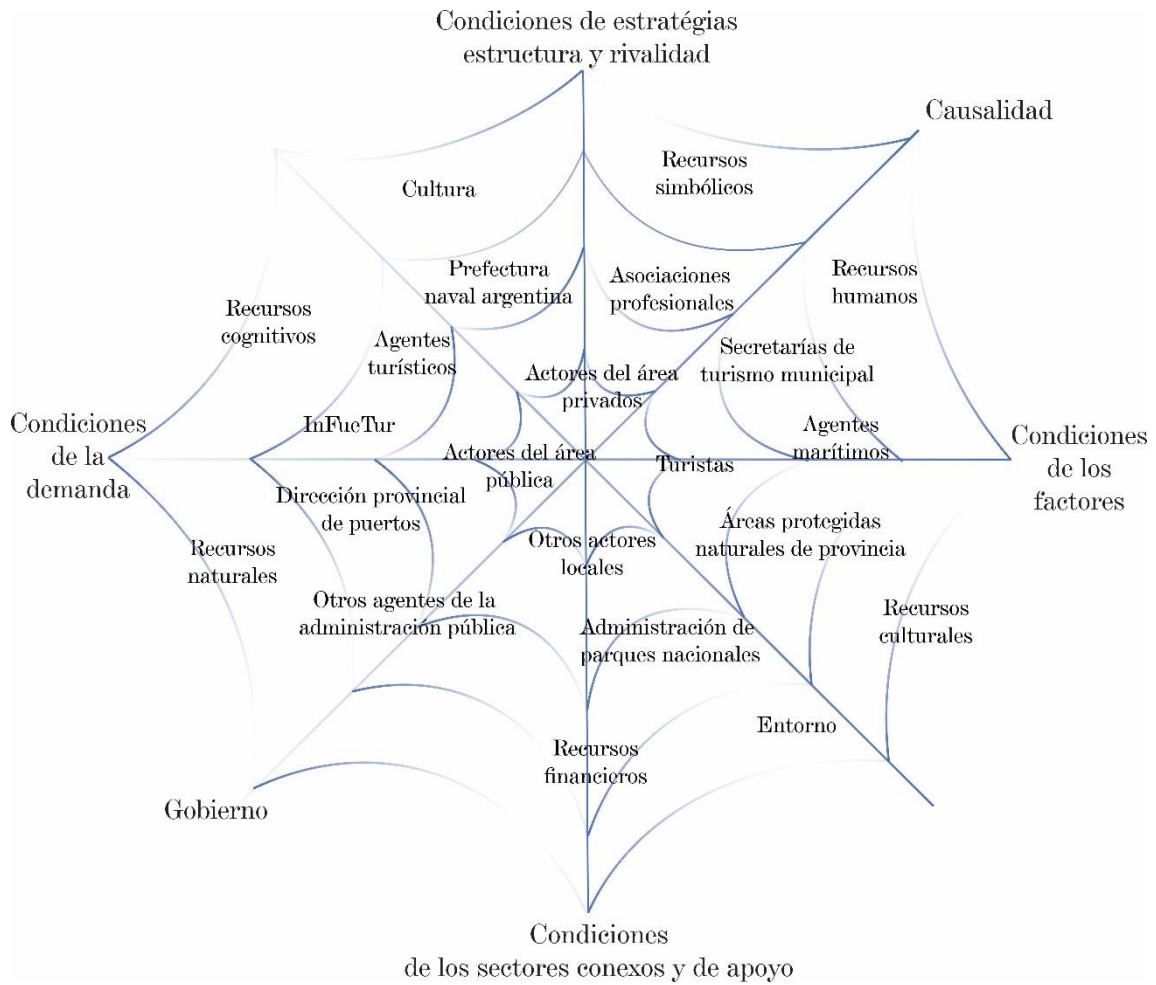 Condiciones de estratégias
estructura y rivalidad
Causalidad
Recursos
simbólicos
Cultura
Prefectura
naval argentina
Asociaciones
profesionales
Recursos
humanos
Recursos
cognitivos
Agentes
turísticos
Secretarías de
turismo municipal
Actores del área
privados
Condiciones
de la
demanda
InFueTur
Agentes
marítimos
Condiciones
de los
factores
Actores del área
pública
Turistas
Dirección provincial
de puertos
Áreas protegidas
naturales de provincia
Recursos
naturales
Otros actores
locales
Otros agentes de la
administración pública
Administración de
parques nacionales
Recursos
culturales
Entorno
Recursos
financieros
Gobierno
Condiciones
de los sectores conexos y de apoyo